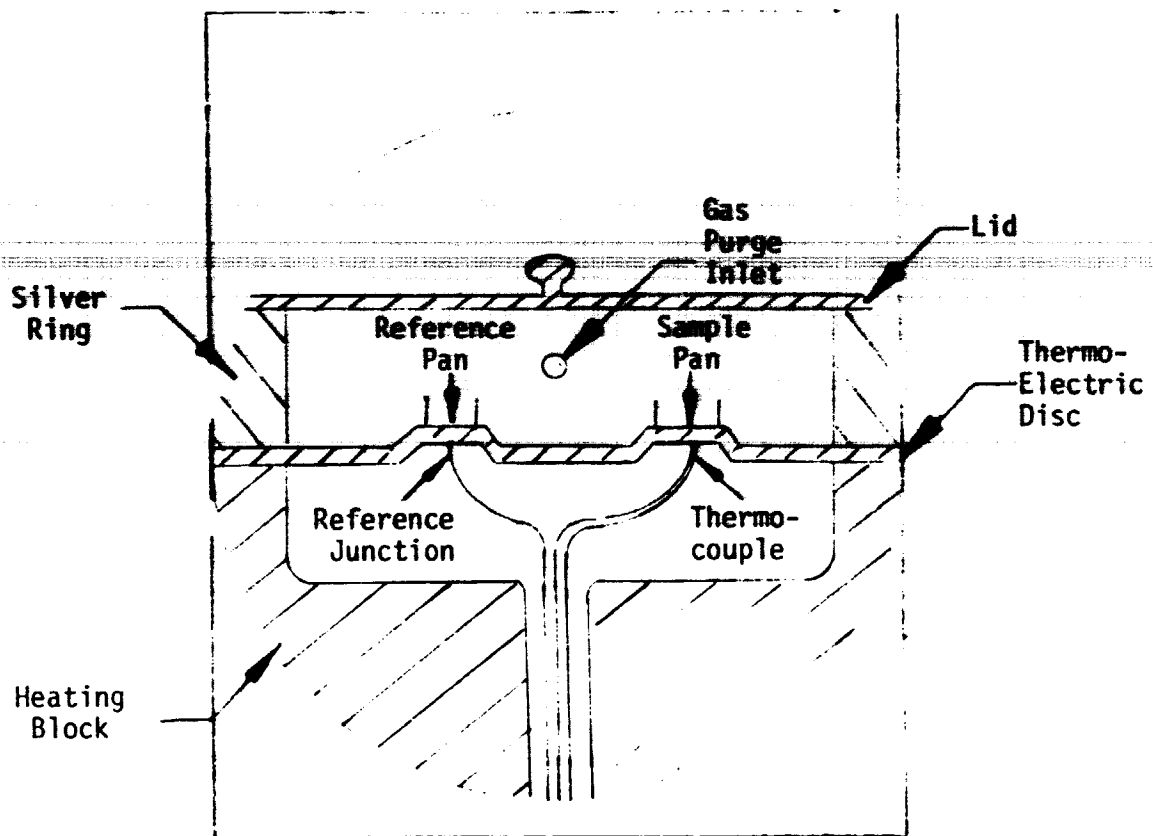 Gas
Purge
Inlet
Lid
Silver
Ring
Reference
Pan
Sample
Pan
Thermo-
Electric
Disc
Reference
Junction
Thermo-
couple
Heating
Block